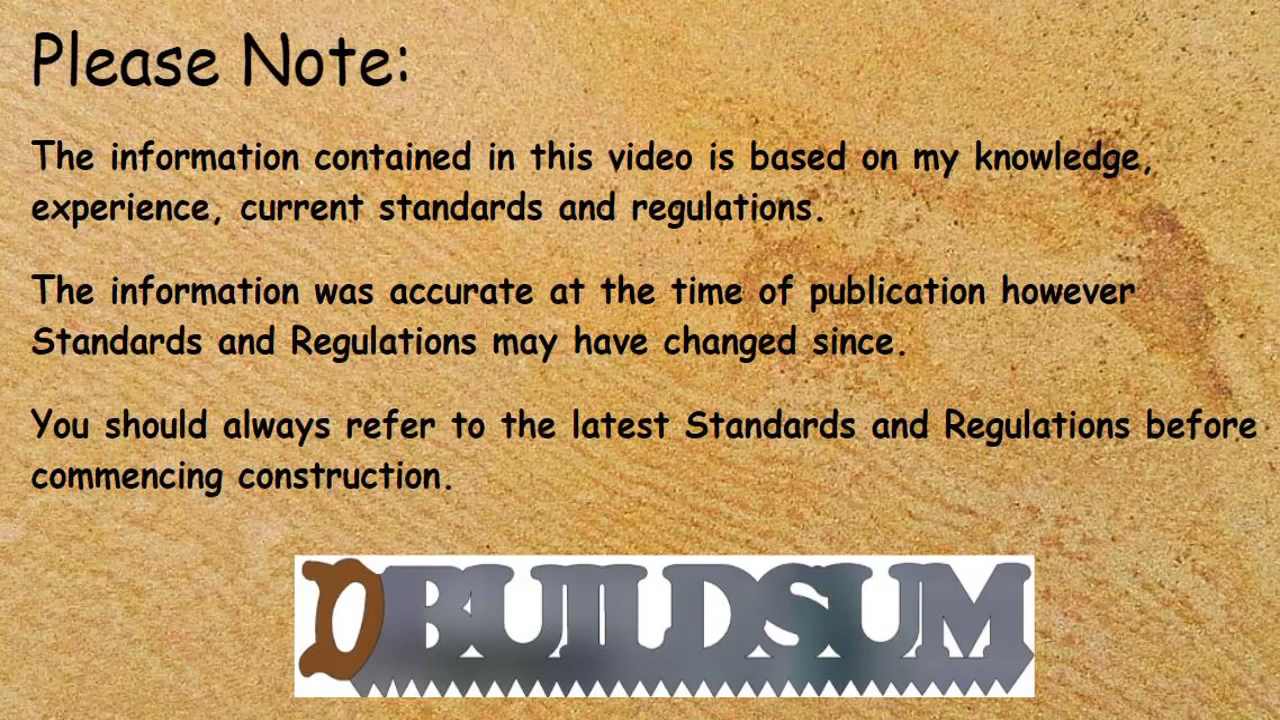 Please Note:
The information contained in this video is based on my knowledge,
experience, current standards and regulations.
The information was accurate at the time of publication however
Standards and Regulations may have changed since.
You should always refer to the latest Standards and Regulations before
commencing construction.
BUILDSUM